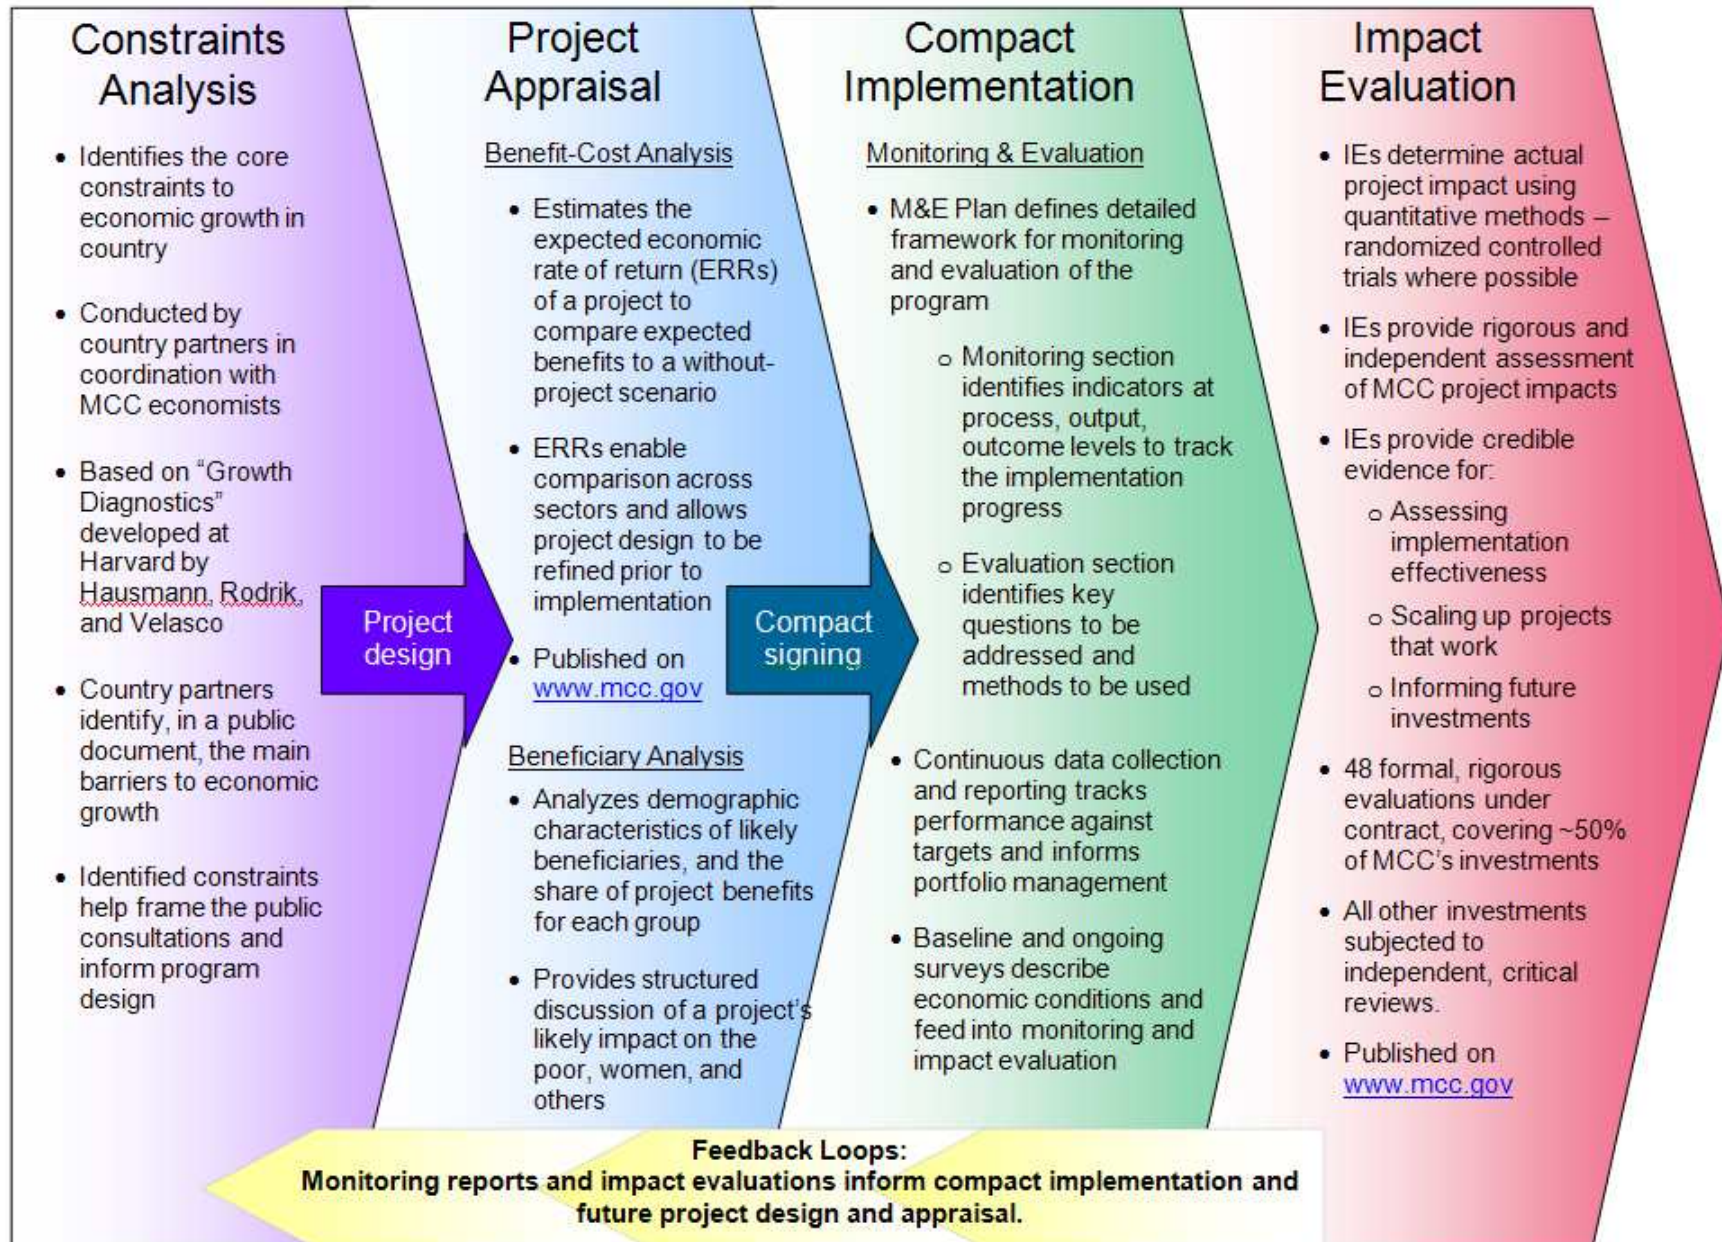 Constraints
Analysis
• Identifies the core
constraints to
economic growth in
country
• Conducted by
country partners in
coordination with
MCC economists
• Based on “Growth
Diagnostics”
developed at
Harvard by
Hausmann, Rodrik,
and Velasco
• Country partners
identify, in a public
document, the main
barriers to economic
growth
• Identified constraints
help frame the public
consultations and
inform program
design
Project
design
Project
Appraisal
Benefit-Cost Analysis
• Estimates the
expected economic
rate of return (ERRs)
of a project to
compare expected
benefits to a without-
project scenario
• ERRs enable
comparison across
sectors and allows
project design to be
refined prior to
implementation
• Published on
www.mcc.gov
Beneficiary Analysis
• Analyzes demographic
characteristics of likely
beneficiaries, and the
share of project benefits
for each group
• Provides structured
discussion of a project’s
likely impact on the
poor, women, and
others
Compact
signing
Compact
Implementation
Monitoring & Evaluation
• M&E Plan defines detailed
framework for monitoring
and evaluation of the
program
o Monitoring section
identifies indicators at
process, output,
outcome levels to track
the implementation
progress
o Evaluation section
identifies key
questions to be
addressed and
methods to be used
• Continuous data collection
and reporting tracks
performance against
targets and informs
portfolio management
• Baseline and ongoing
surveys describe
economic conditions and
feed into monitoring and
impact evaluation
Impact
Evaluation
• IEs determine actual
project impact using
quantitative methods –
randomized controlled
trials where possible
• IEs provide rigorous and
independent assessment
of MCC project impacts
• IEs provide credible
evidence for:
o Assessing
implementation
effectiveness
o Scaling up projects
that work
o Informing future
investments
• 48 formal, rigorous
evaluations under
contract, covering ~50%
of MCC’s investments
• All other investments
subjected to
independent, critical
reviews.
• Published on
www.mcc.gov
Feedback Loops:
Monitoring reports and impact evaluations inform compact implementation and
future project design and appraisal.